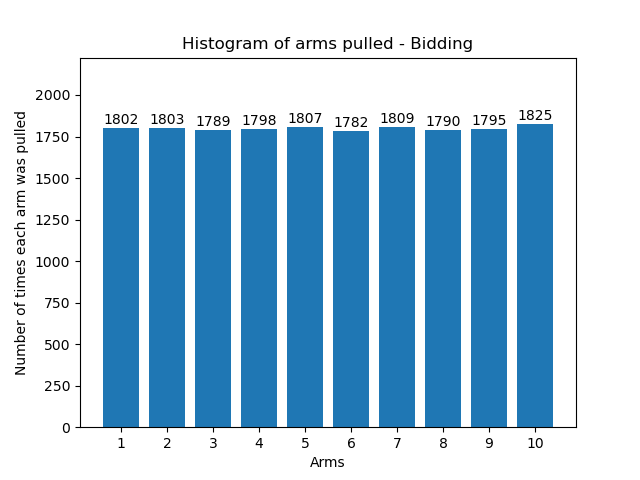 Histogram of arms pulled - Bidding
Number of times each arm was pulled
2000
1750
1500
1250
1000
750
500
250
0
1802 1803 1789 1798 1807 1782 1809 1790 1795 1825
1 2 3 4 5 6 7 8 9 10
Arms